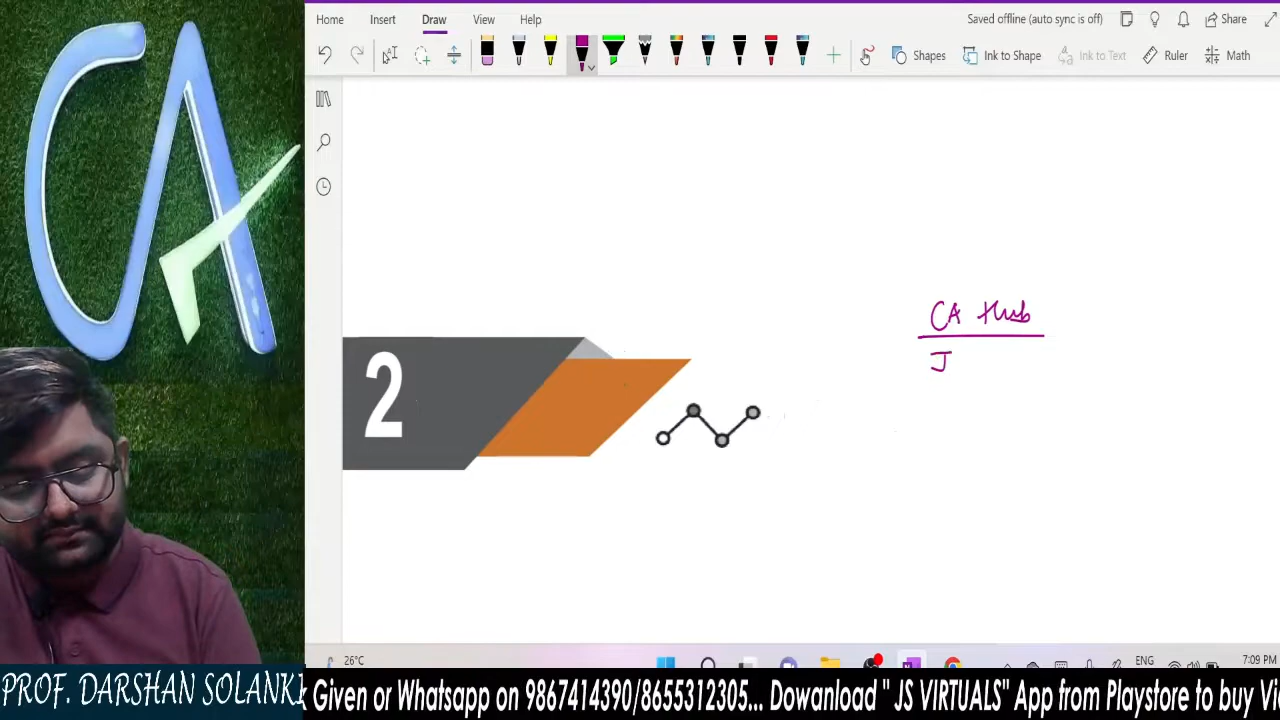 Home Insert Draw View Help Saved offline (auto sync is off) Share
Shapes Ink to Shape Ink to Text Ruler Math
CA
CA Hub
J
2
26°C ENG 7:09 PM
PROF. DARSHAN SOLANKI
k Given or Whatsapp on 9867414390/8655312305... Dowanload " JS VIRTUALS" App from Playstore to buy Vi